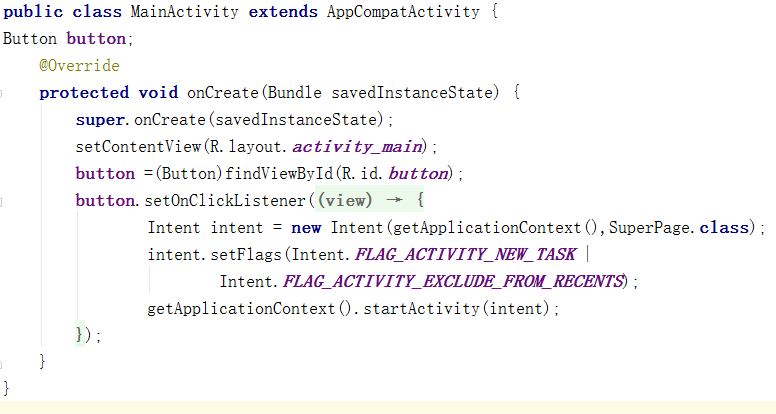 public class MainActivity extends AppCompatActivity {
Button button;
    @Override
    protected void onCreate(Bundle savedInstanceState) {
        super.onCreate(savedInstanceState);
        setContentView(R.layout.activity_main);
        button =(Button)findViewById(R.id.button);
        button.setOnClickListener((view) → {
                Intent intent = new Intent(getApplicationContext(),SuperPage.class);
                intent.setFlags(Intent.FLAG_ACTIVITY_NEW_TASK |
                        Intent.FLAG_ACTIVITY_EXCLUDE_FROM_RECENTS);
                getApplicationContext().startActivity(intent);
        });
    }
}